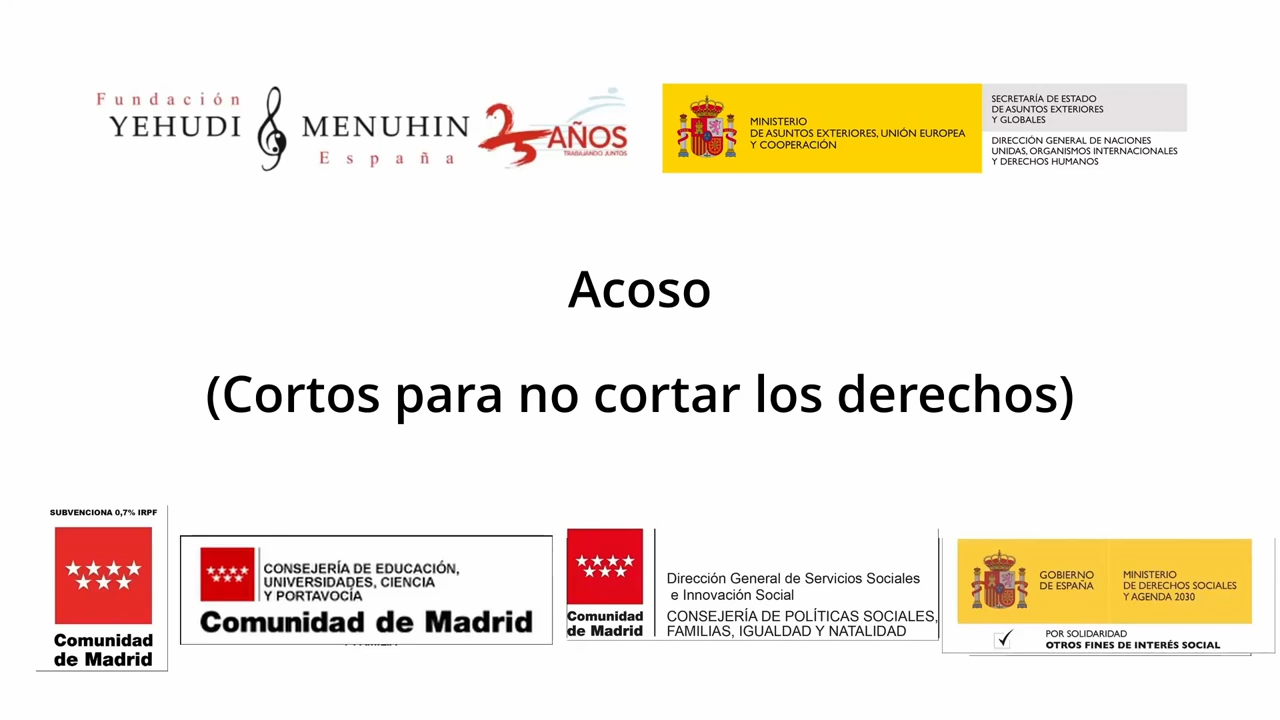 Fundación
YEHUDI MENUHIN
España
25 AÑOS
TRABAJANDO JUNTOS
MINISTERIO
DE ASUNTOS EXTERIORES, UNIÓN EUROPEA
Y COOPERACIÓN
SECRETARÍA DE ESTADO
DE ASUNTOS EXTERIORES
Y GLOBALES
DIRECCIÓN GENERAL DE NACIONES
UNIDAS, ORGANISMOS INTERNACIONALES
Y DERECHOS HUMANOS
Acoso
(Cortos para no cortar los derechos)
SUBVENCIONA 0,7% IRPF
Comunidad
de Madrid
CONSEJERÍA DE EDUCACIÓN,
UNIVERSIDADES, CIENCIA
Y PORTAVOCÍA
Comunidad de Madrid
Comunidad
de Madrid
Dirección General de Servicios Sociales
e Innovación Social
CONSEJERÍA DE POLÍTICAS SOCIALES,
FAMILIAS, IGUALDAD Y NATALIDAD
GOBIERNO
DE ESPAÑA
MINISTERIO
DE DERECHOS SOCIALES
Y AGENDA 2030
POR SOLIDARIDAD
OTROS FINES DE INTERÉS SOCIAL